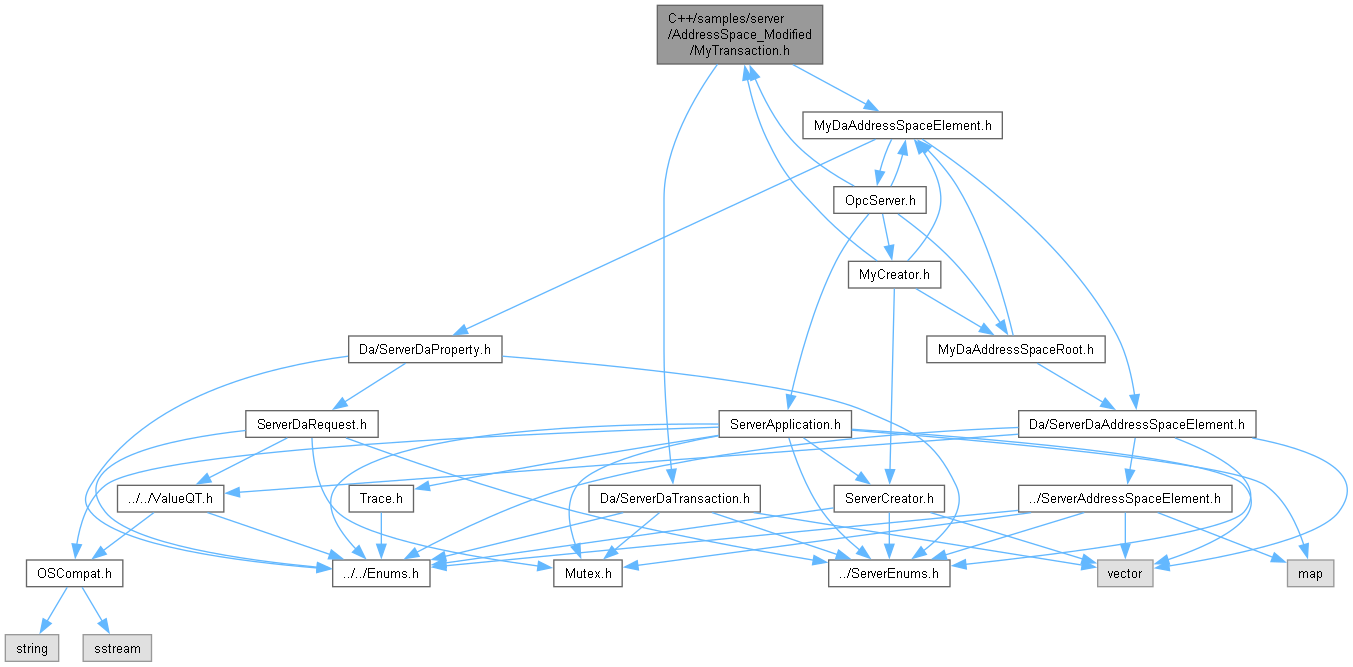 C++/samples/server
/AddressSpace_Modified
/MyTransaction.h
MyDaAddressSpaceElement.h
OpcServer.h
MyCreator.h
Da/ServerDaProperty.h
MyDaAddressSpaceRoot.h
ServerDaRequest.h
ServerApplication.h
Da/ServerDaAddressSpaceElement.h
../../ValueQT.h
Trace.h
Da/ServerDaTransaction.h
ServerCreator.h
../ServerAddressSpaceElement.h
OSCompat.h
../../Enums.h
Mutex.h
../ServerEnums.h
vector
map
string
sstream